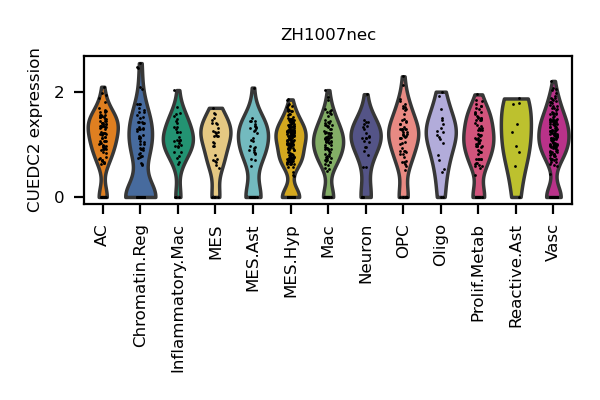 ZH1007nec
CUEDC2 expression
2
0
AC
Chromatin.Reg
Inflammatory.Mac
MES
MES.Ast
MES.Hyp
Mac
Neuron
OPC
Oligo
Prolif.Metab
Reactive.Ast
Vasc